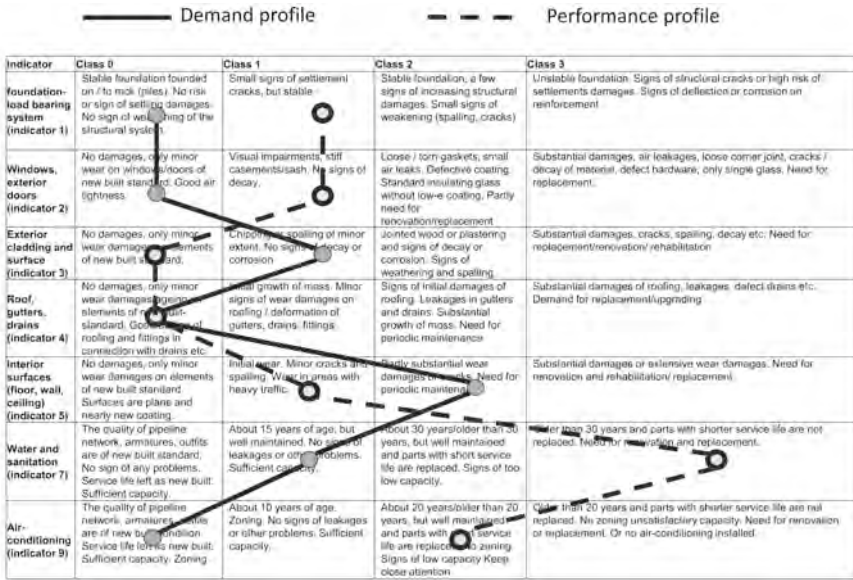 Demand profile Performance profile
Indicator Class 0 Class 1 Class 2 Class 3
foundation-
load bearing
system
(indicator 1)
Stable foundation founded
on / to rock (piles). No risk
or sign of settling damages.
No sign of weakening of the
structural system.
Small signs of settlement
cracks, but stable
Stable foundation, a few
signs of increasing structural
damages. Small signs of
weakening (spalling, cracks)
Unstable foundation. Signs of structural cracks or high risk of
settlements damages. Signs of deflection or corrosion on
reinforcement
Windows,
exterior
doors
(indicator 2)
No damages, only minor
wear on windows/doors of
new built standard. Good air
tightness.
Visual impairments, stiff
casements/sash. No signs of
decay.
Loose / torn gaskets, small
air leaks. Defective coating.
Standard insulating glass
without low-e coating. Partly
need for
renovation/replacement
Substantial damages, air leakages, loose corner joint, cracks /
decay of material, defect hardware, only single glass. Need for
replacement.
Exterior
cladding and
surface
(indicator 3)
No damages, only minor
wear damages elements
of new built standard.
Chipping or spalling of minor
extent. No signs of decay or
corrosion
Jointed wood or plastering
and signs of decay or
corrosion. Signs of
weathering and spalling
Substantial damages, cracks, spalling, decay etc. Need for
replacement/renovation/ rehabilitation
Roof,
gutters,
drains
(indicator 4)
No damages, only minor
wear damages/ageing on
elements of built-
standard. Good of
roofing and fittings in
connection with drains etc.
Initial growth of moss. Minor
signs of wear damages on
roofing / deformation of
gutters, drains, fittings
Signs of initial damages of
roofing. Leakages in gutters
and drains. Substantial
growth of moss. Need for
periodic maintenance
Substantial damages of roofing, leakages, defect drains etc.
Demand for replacement/upgrading
Interior
surfaces
(floor, wall,
ceiling)
(indicator 5)
No damages, only minor
wear damages on elements
of new built standard
Surfaces are plane and
nearly new coating.
Initial wear. Minor cracks and
spalling. Wear in areas with
heavy traffic.
Partly substantial wear
damages or cracks. Need for
periodic maintenance
Substantial damages or extensive wear damages. Need for
renovation and rehabilitation/ replacement
Water and
sanitation
(indicator 7)
The quality of pipeline
network, armatures, outfits
are of new built standard.
No sign of any problems.
Service life left as new built.
Sufficient capacity.
About 15 years of age, but
well maintained. No signs of
leakages or other problems.
Sufficient capacity.
About 30 years/older than 30
years, but well maintained
and parts with short service
life are replaced. Signs of too
low capacity.
Older than 30 years and parts with shorter service life are not
replaced. Need for renovation and replacement.
Air-
conditioning
(indicator 9)
The quality of pipeline
network, armatures,
are of new built condition
Service life left as new built.
Sufficient capacity. Zoning
About 10 years of age.
Zoning. No signs of leakages
or other problems. Sufficient
capacity.
About 20 years/older than 20
years, but well maintained
and parts with service
life are replaced. No zoning.
Signs of low capacity Keep
close attention
Older than 20 years and parts with shorter service life are not
replaced. No zoning unsatisfactory capacity. Need for renovation
or replacement. Or no air-conditioning installed.